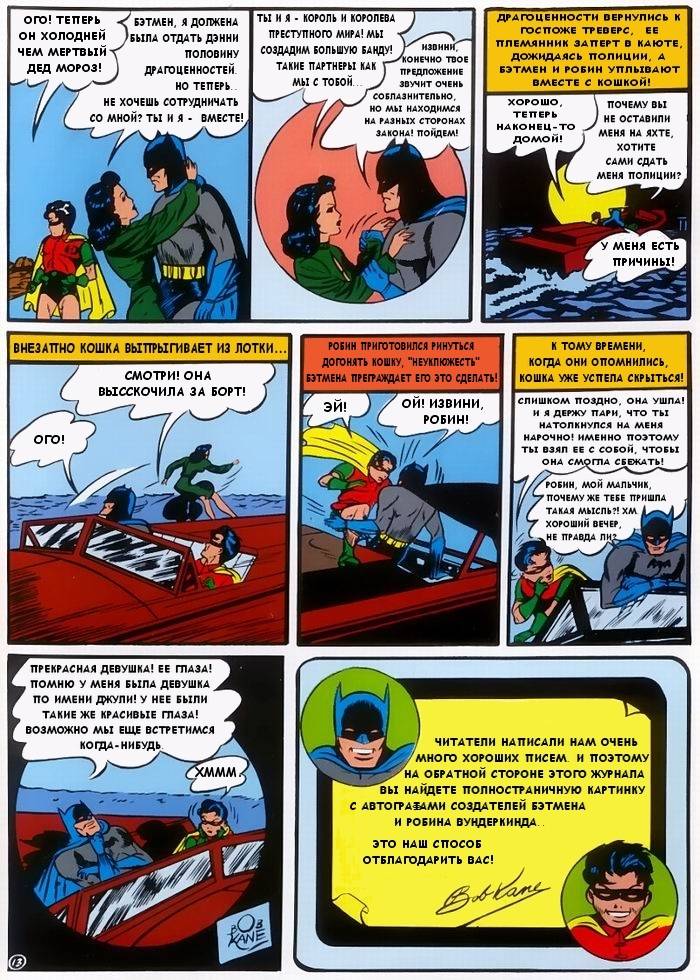 ОГО! ТЕПЕРЬ
ОН ХОЛОДНЕЙ
ЧЕМ МЕРТВЫЙ
ДЕД МОРОЗ!
БЭТМЕН, Я ДОЛЖЕНА
БЫЛА ОТДАТЬ ДЭННИ
ПОЛОВИНУ
ДРАГОЦЕННОСТЕЙ.
НО ТЕПЕРЬ..
НЕ ХОЧЕШЬ СОТРУДНИЧАТЬ
СО МНОЙ? ТЫ И Я - ВМЕСТЕ!
ТЫ И Я - КОРОЛЬ И КОРОЛЕВА
ПРЕСТУПНОГО МИРА! МЫ
СОЗДАДИМ БОЛЬШУЮ БАНДУ!
ТАКИЕ ПАРТНЕРЫ КАК
МЫ С ТОБОЙ...
ИЗВИНИ,
КОНЕЧНО ТВОЕ
ПРЕДЛОЖЕНИЕ
ЗВУЧИТ ОЧЕНЬ
СОБЛАЗНИТЕЛЬНО,
НО МЫ НАХОДИМСЯ
НА РАЗНЫХ СТОРОНАХ
ЗАКОНА! ПОЙДЕМ!
ДРАГОЦЕННОСТИ ВЕРНУЛИСЬ К
ГОСПОЖЕ ТРЕВЕРС, ЕЕ
ПЛЕМЯННИК ЗАПЕРТ В КАЮТЕ,
ДОЖИДАЯСЬ ПОЛИЦИИ, А
БЭТМЕН И РОБИН УПЛЫВАЮТ
ВМЕСТЕ С КОШКОЙ!
ХОРОШО,
ТЕПЕРЬ
НАКОНЕЦ-ТО
ДОМОЙ!
ПОЧЕМУ ВЫ
НЕ ОСТАВИЛИ
МЕНЯ НА ЯХТЕ,
ХОТИТЕ
САМИ СДАТЬ
МЕНЯ ПОЛИЦИИ?
У МЕНЯ ЕСТЬ
ПРИЧИНЫ!
ВНЕЗАПНО КОШКА ВЫПРЫГИВАЕТ ИЗ ЛОТКИ...
СМОТРИ! ОНА
ВЫССКОЧИЛА ЗА БОРТ!
ОГО!
РОБИН ПРИГОТОВИЛСЯ РИНУТЬСЯ
ДОГОНЯТЬ КОШКУ, "НЕУКЛЮЖЕСТЬ"
БЭТМЕНА ПРЕГРАЖДАЕТ ЕГО ЭТО СДЕЛАТЬ!
ЭЙ!
ОЙ! ИЗВИНИ,
РОБИН!
К ТОМУ ВРЕМЕНИ,
КОГДА ОНИ ОПОМНИЛИСЬ,
КОШКА УЖЕ УСПЕЛА СКРЫТЬСЯ!
СЛИШКОМ ПОЗДНО, ОНА УШЛА!
И Я ДЕРЖУ ПАРИ, ЧТО ТЫ
НАТОЛКНУЛСЯ НА МЕНЯ
НАРОЧНО! ИМЕННО ПОЭТОМУ
ТЫ ВЗЯЛ ЕЕ С СОБОЙ, ЧТОБЫ
ОНА СМОГЛА СБЕЖАТЬ!
РОБИН, МОЙ МАЛЬЧИК,
ПОЧЕМУ ЖЕ ТЕБЕ ПРИШЛА
ТАКАЯ МЫСЛЬ?! ХМ.
ХОРОШИЙ ВЕЧЕР,
НЕ ПРАВДА ЛИ?
ПРЕКРАСНАЯ ДЕВУШКА! ЕЕ ГЛАЗА!
ПОМНЮ У МЕНЯ БЫЛА ДЕВУШКА
ПО ИМЕНИ ДЖУЛИ! У НЕЕ БЫЛИ
ТАКИЕ ЖЕ КРАСИВЫЕ ГЛАЗА!
ВОЗМОЖНО МЫ ЕЩЕ ВСТРЕТИМСЯ
КОГДА-НИБУДЬ.
ХМММ.
BOB
KANE
13
ЧИТАТЕЛИ НАПИСАЛИ НАМ ОЧЕНЬ
МНОГО ХОРОШИХ ПИСЕМ. И ПОЭТОМУ
НА ОБРАТНОЙ СТОРОНЕ ЭТОГО ЖУРНАЛА
ВЫ НАЙДЕТЕ ПОЛНОСТРАНИЧНУЮ КАРТИНКУ
С АВТОГРАФАМИ СОЗДАТЕЛЕЙ БЭТМЕНА
И РОБИНА ВУНДЕРКИНДА..
ЭТО НАШ СПОСОБ
ОТБЛАГОДАРИТЬ ВАС!
Bob Kane